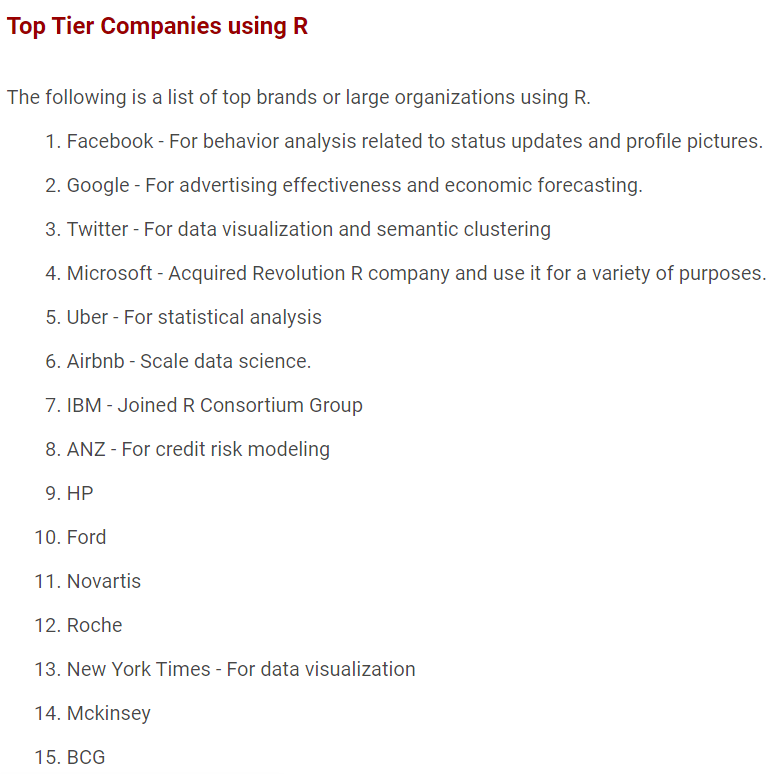 Top Tier Companies using R
The following is a list of top brands or large organizations using R.
1. Facebook - For behavior analysis related to status updates and profile pictures.
2. Google - For advertising effectiveness and economic forecasting.
3. Twitter - For data visualization and semantic clustering
4. Microsoft - Acquired Revolution R company and use it for a variety of purposes.
5. Uber - For statistical analysis
6. Airbnb - Scale data science.
7. IBM - Joined R Consortium Group
8. ANZ - For credit risk modeling
9. HP
10. Ford
11. Novartis
12. Roche
13. New York Times - For data visualization
14. Mckinsey
15. BCG